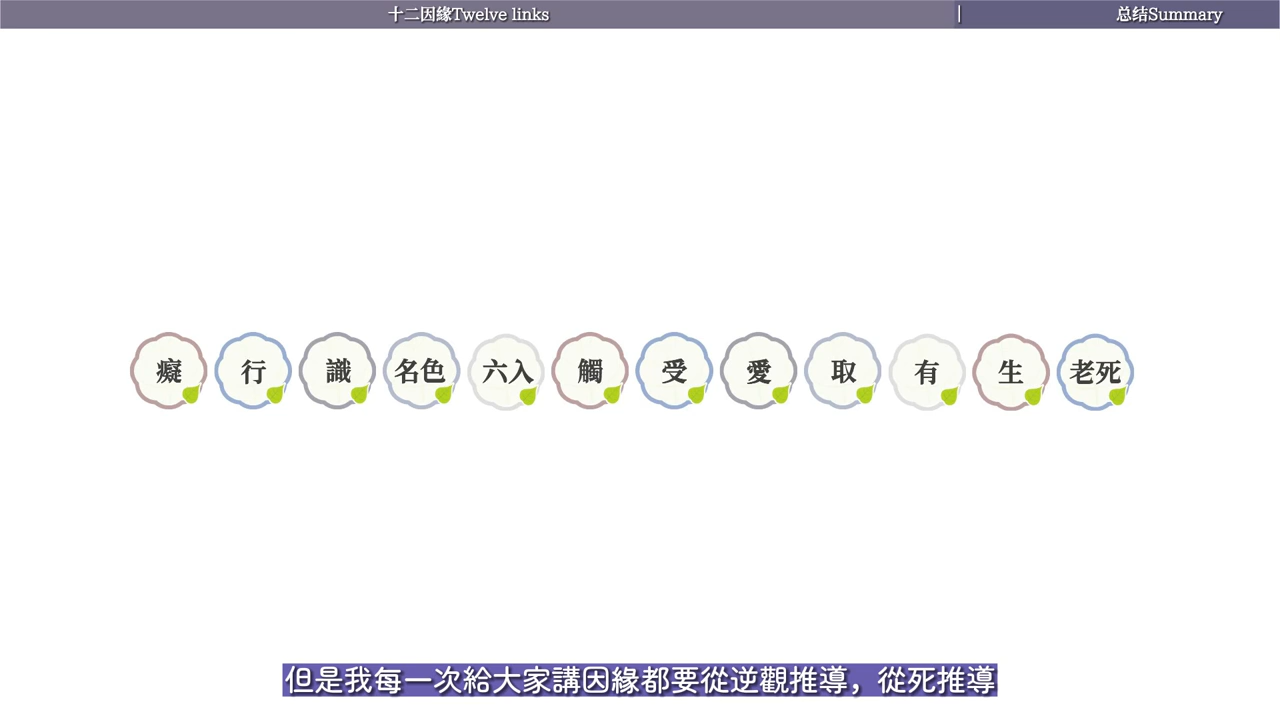 十二因緣Twelve links | 总结Summary
癡 行 識 名色 六入 觸 受 愛 取 有 生 老死
但是我每一次給大家講因緣都要從逆觀推導，從死推導